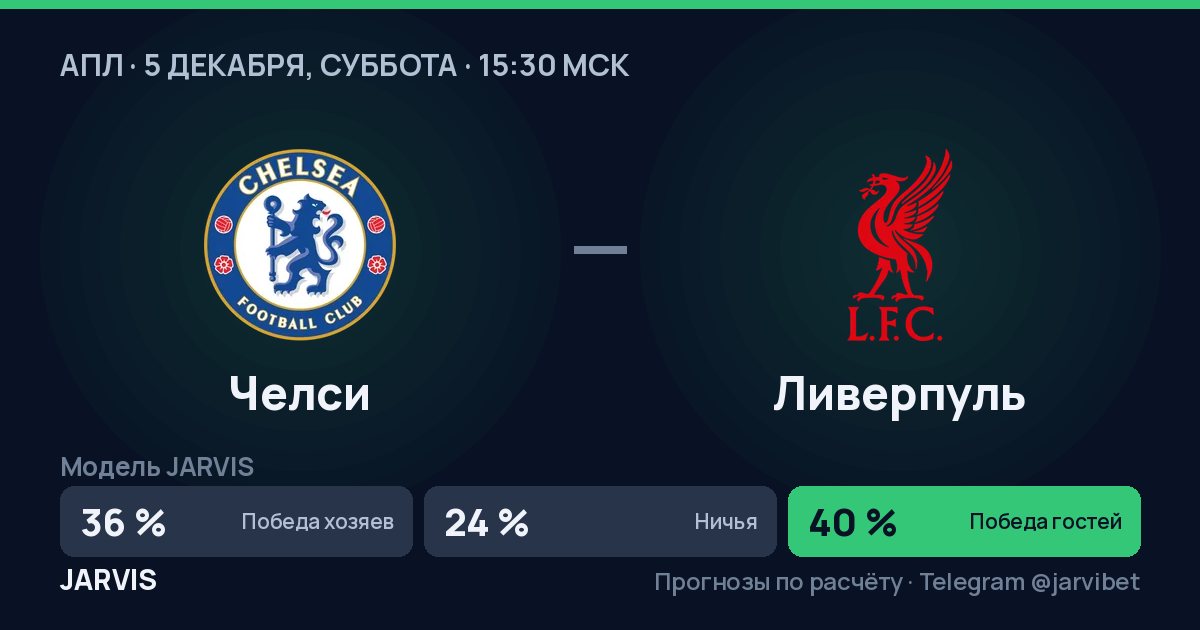 АПЛ · 5 ДЕКАБРЯ, СУББОТА · 15:30 МСК
CHELSEA
FOOTBALL CLUB
L.F.C.
Челси
Ливерпуль
Модель JARVIS
36 % Победа хозяев
24 % Ничья
40 % Победа гостей
JARVIS
Прогнозы по расчёту · Telegram @jarvibet